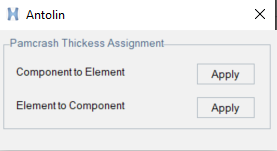 Antolin
Pamcrash Thickess Assignment
Component to Element
Apply
Element to Component
Apply